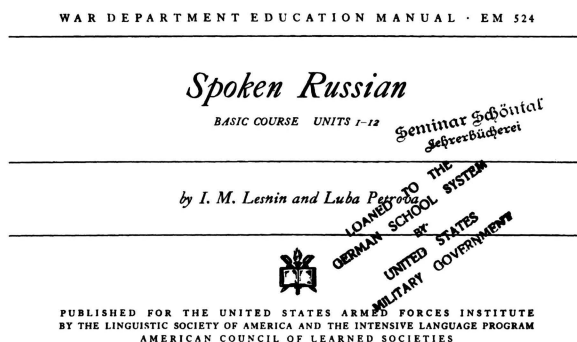 WAR DEPARTMENT EDUCATION MANUAL · EM 524
Spoken Russian
BASIC COURSE UNITS 1–12
Seminar Schöntal
Lehrerbücherei
by I. M. Lesnin and Luba Petrova
LOANED TO THE
GERMAN SCHOOL SYSTEM
BY
UNITED STATES
MILITARY GOVERNMENT
PUBLISHED FOR THE UNITED STATES ARMED FORCES INSTITUTE
BY THE LINGUISTIC SOCIETY OF AMERICA AND THE INTENSIVE LANGUAGE PROGRAM
AMERICAN COUNCIL OF LEARNED SOCIETIES